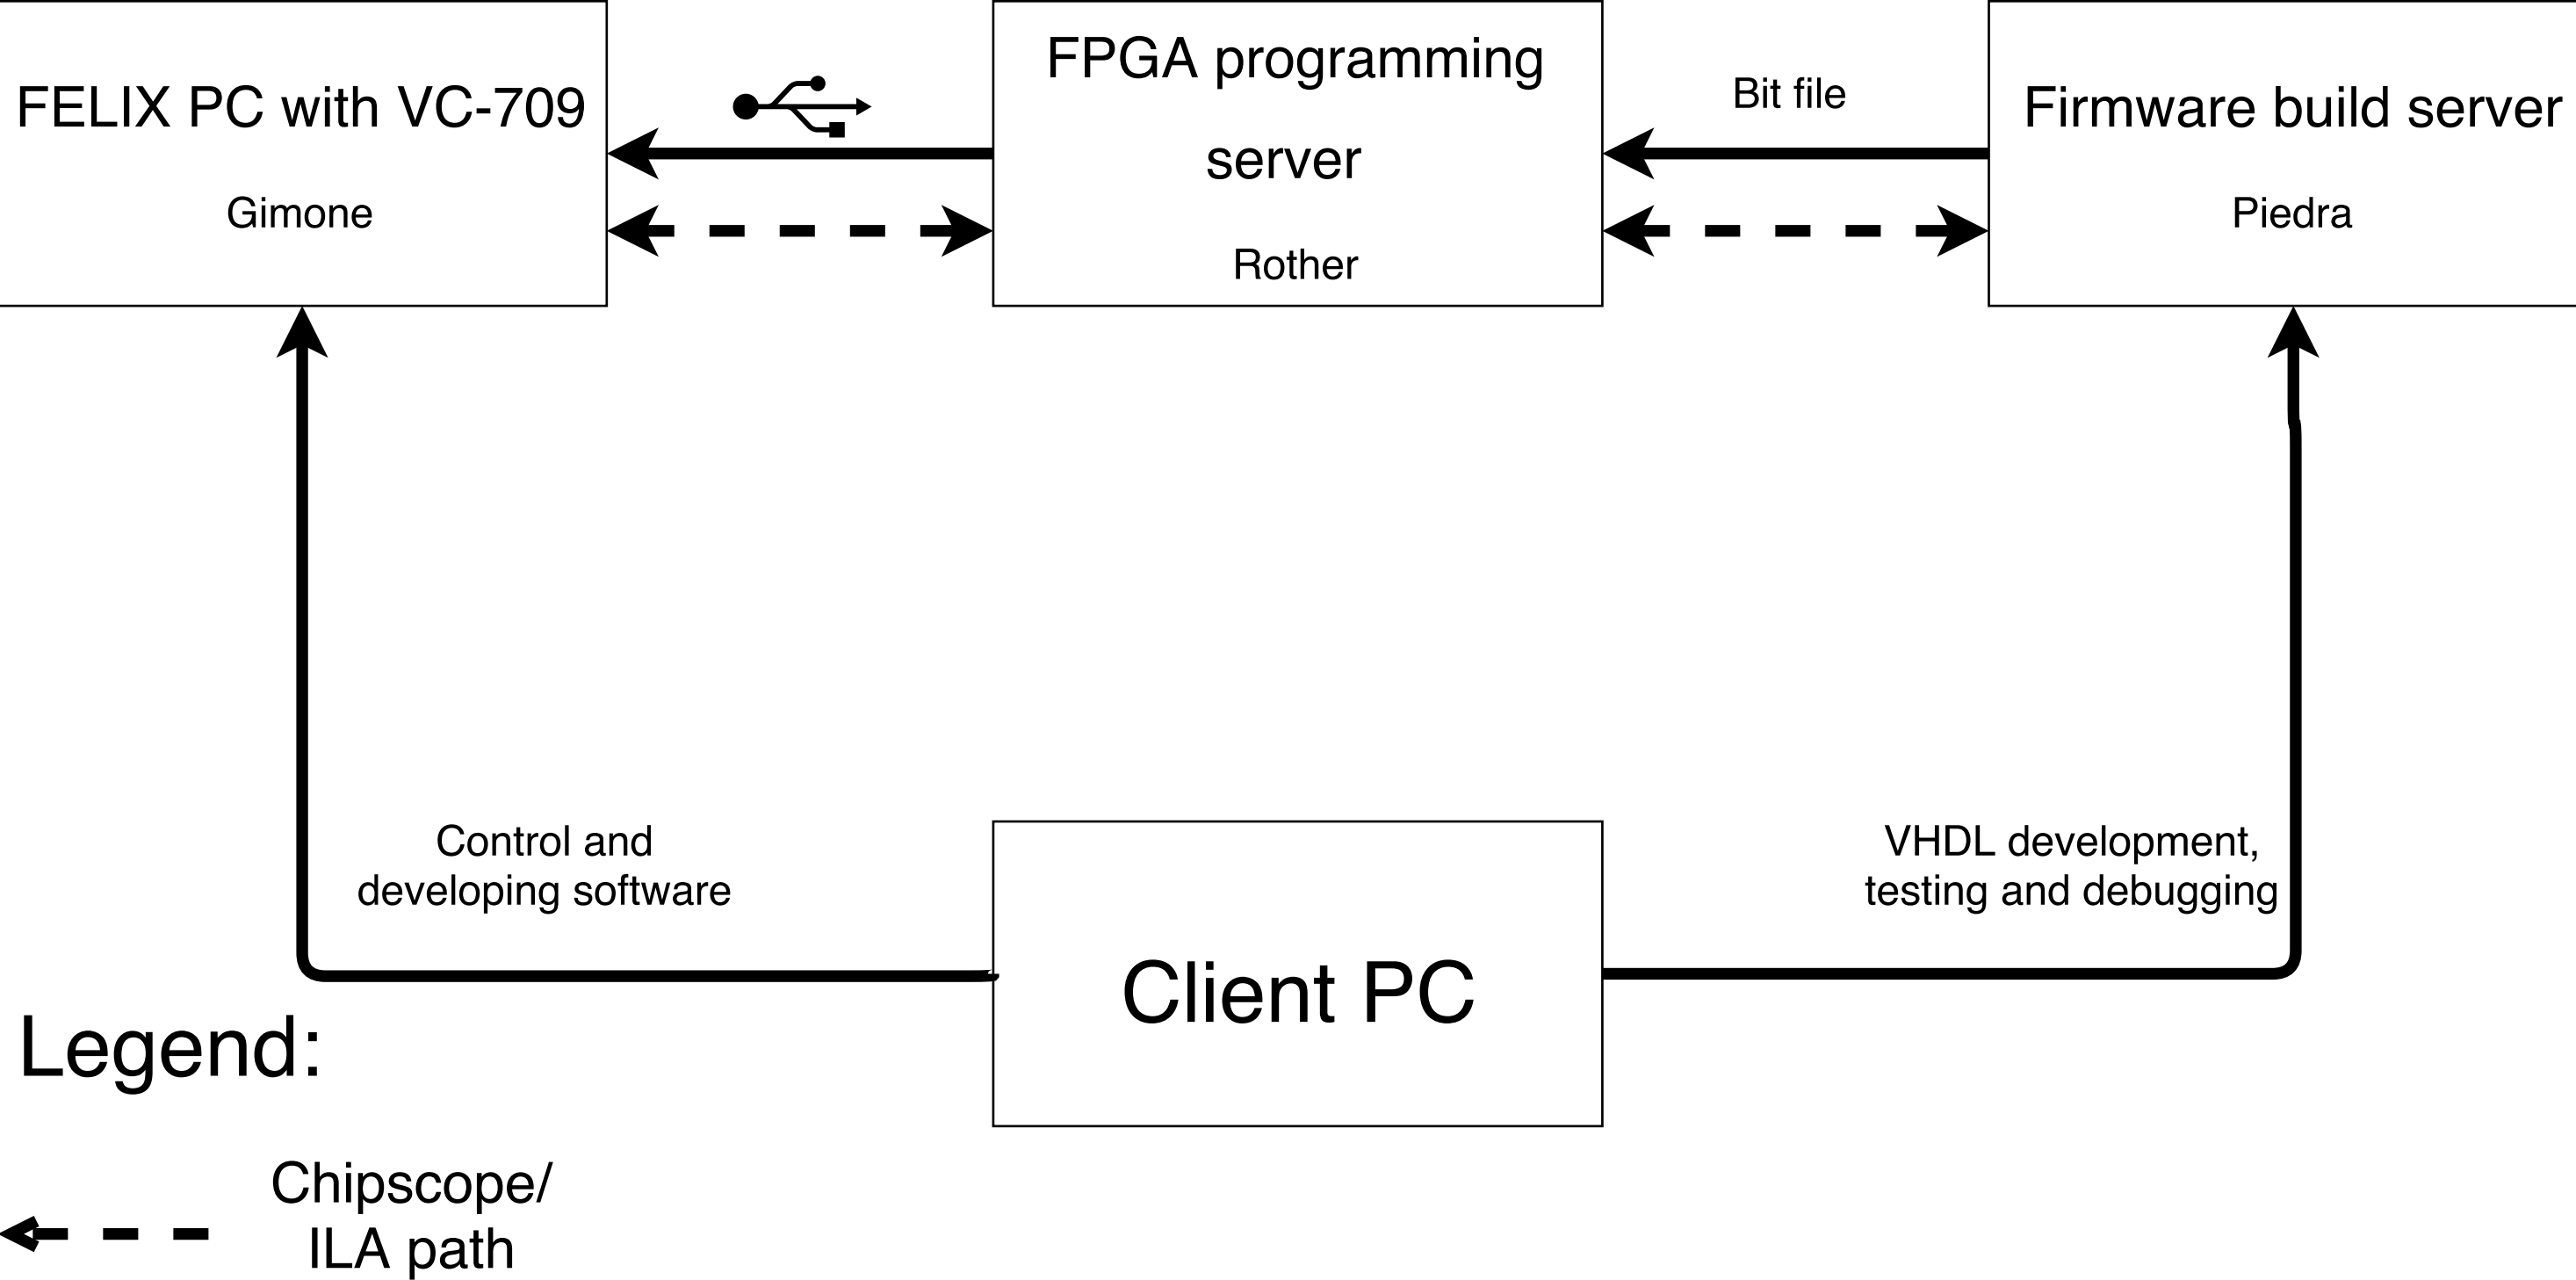 FELIX PC with VC-709
Gimone
FPGA programming
server
Rother
Bit file
Firmware build server
Piedra
Control and
developing software
VHDL development,
testing and debugging
Client PC
Legend:
Chipscope/
ILA path